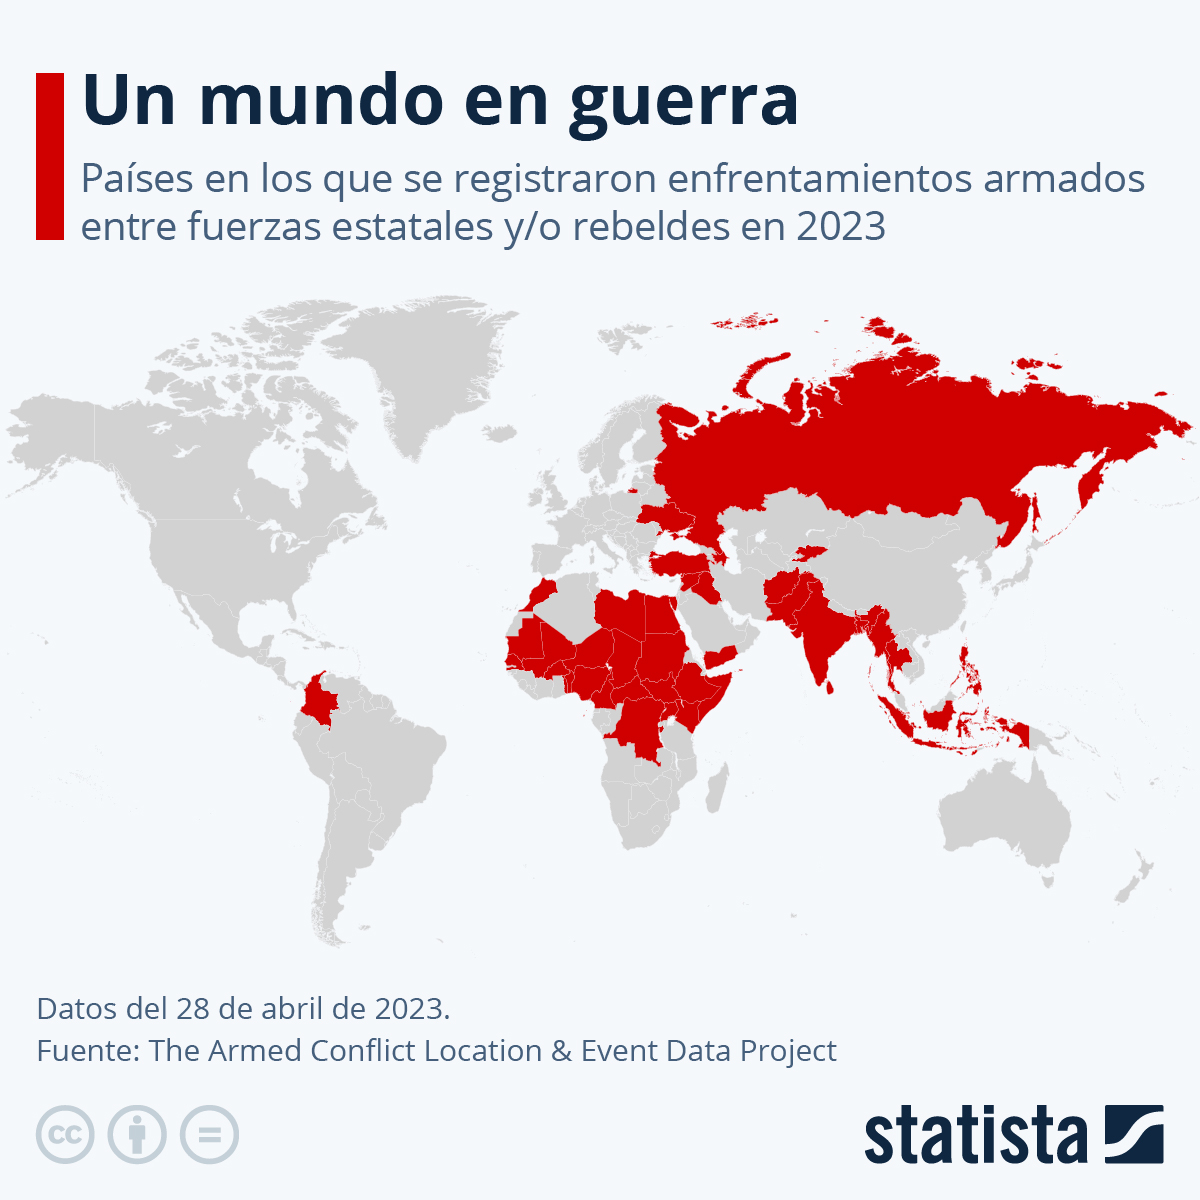 Un mundo en guerra
Países en los que se registraron enfrentamientos armados
entre fuerzas estatales y/o rebeldes en 2023
Datos del 28 de abril de 2023.
Fuente: The Armed Conflict Location & Event Data Project
cc
statista